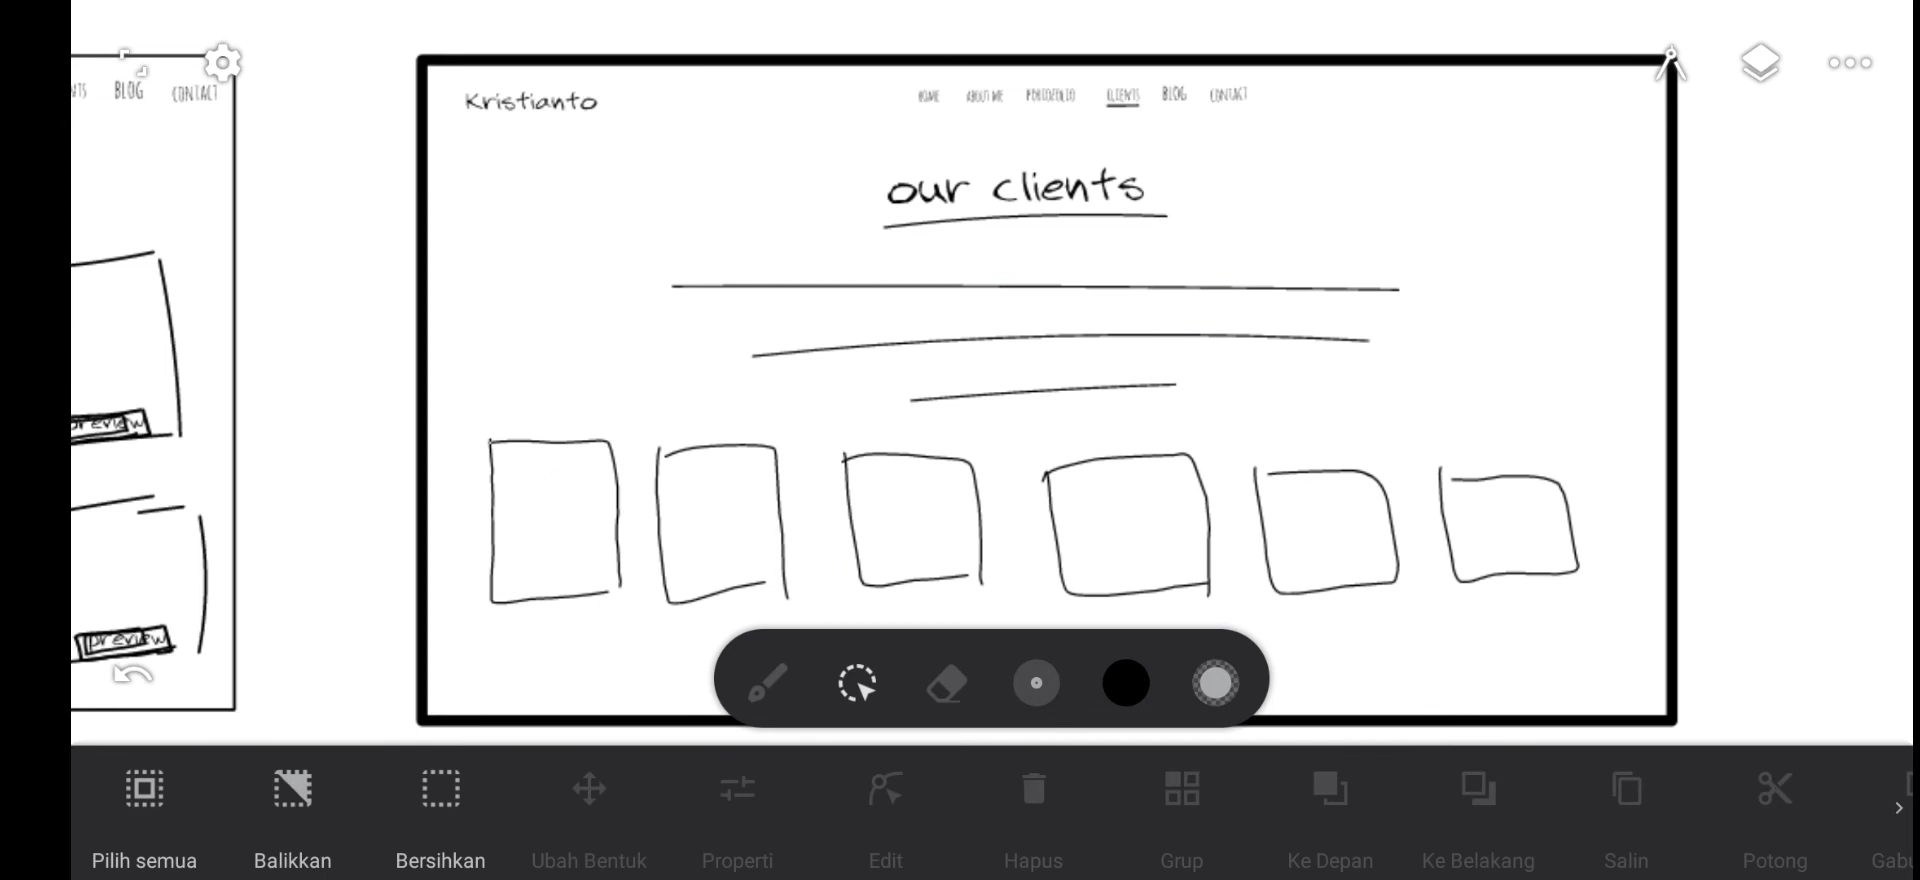 BLOG CONTACT
Kristianto
HOME ABOUT ME PORTOFOLIO CLIENTS BLOG CONTACT
our clients
preview
preview
Pilih semua Balikkan Bersihkan Ubah Bentuk Properti Edit Hapus Grup Ke Depan Ke Belakang Salin Potong